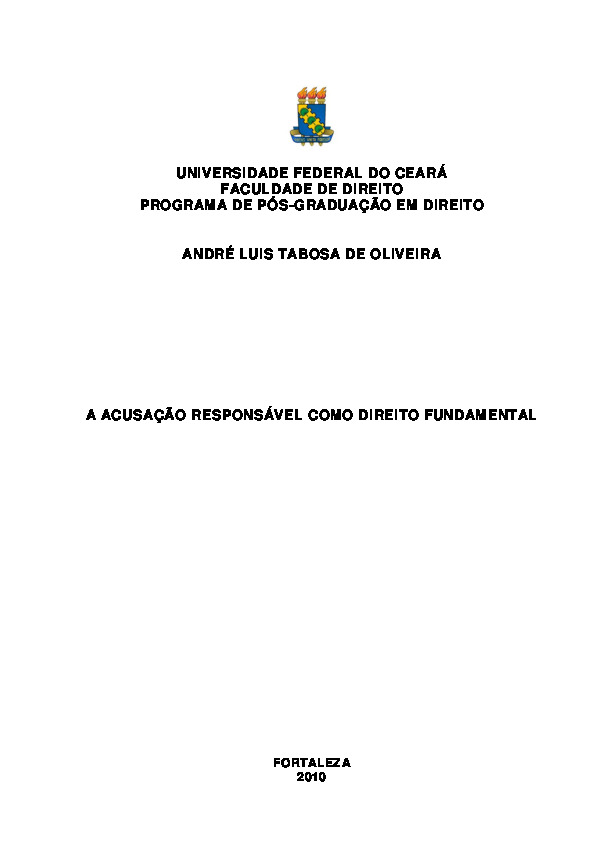 UNIVERSIDADE FEDERAL DO CEARÁ
FACULDADE DE DIREITO
PROGRAMA DE PÓS-GRADUAÇÃO EM DIREITO
ANDRÉ LUIS TABOSA DE OLIVEIRA
A ACUSAÇÃO RESPONSÁVEL COMO DIREITO FUNDAMENTAL
FORTALEZA
2010